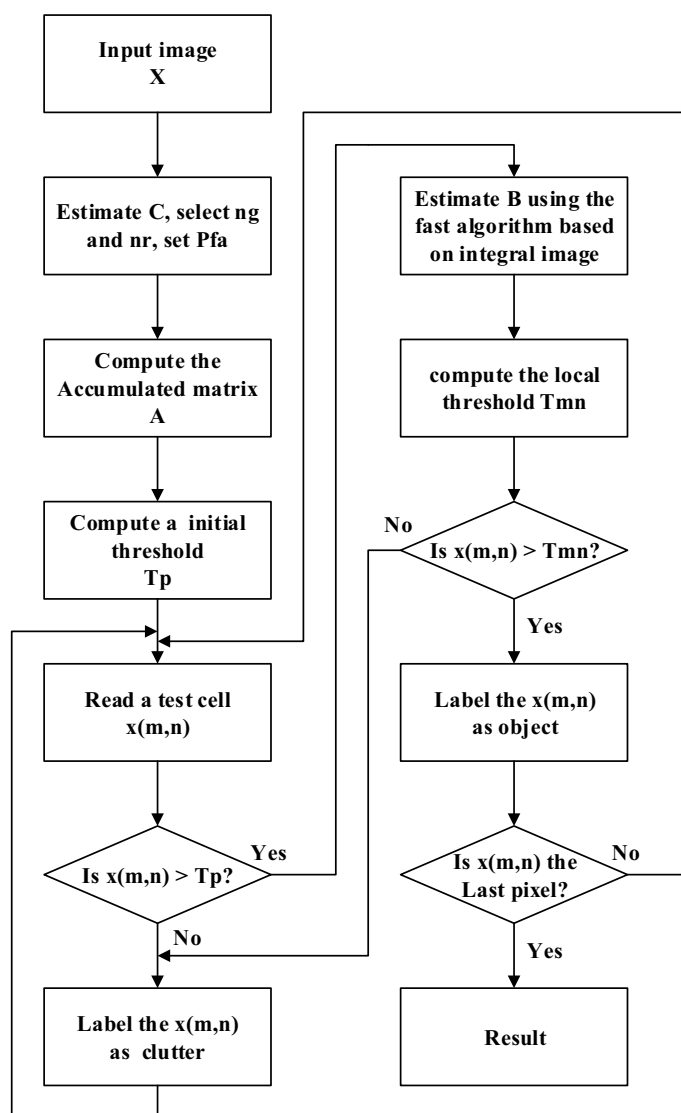 Input image
X
Estimate C, select ng
and nr, set Pfa
Compute the
Accumulated matrix
A
Compute a initial
threshold
Tp
Read a test cell
x(m,n)
Is x(m,n) > Tp?
Yes
No
Label the x(m,n)
as clutter
Estimate B using the
fast algorithm based
on integral image
compute the local
threshold Tmn
No
Is x(m,n) > Tmn?
Yes
Label the x(m,n)
as object
Is x(m,n) the
Last pixel?
No
Yes
Result